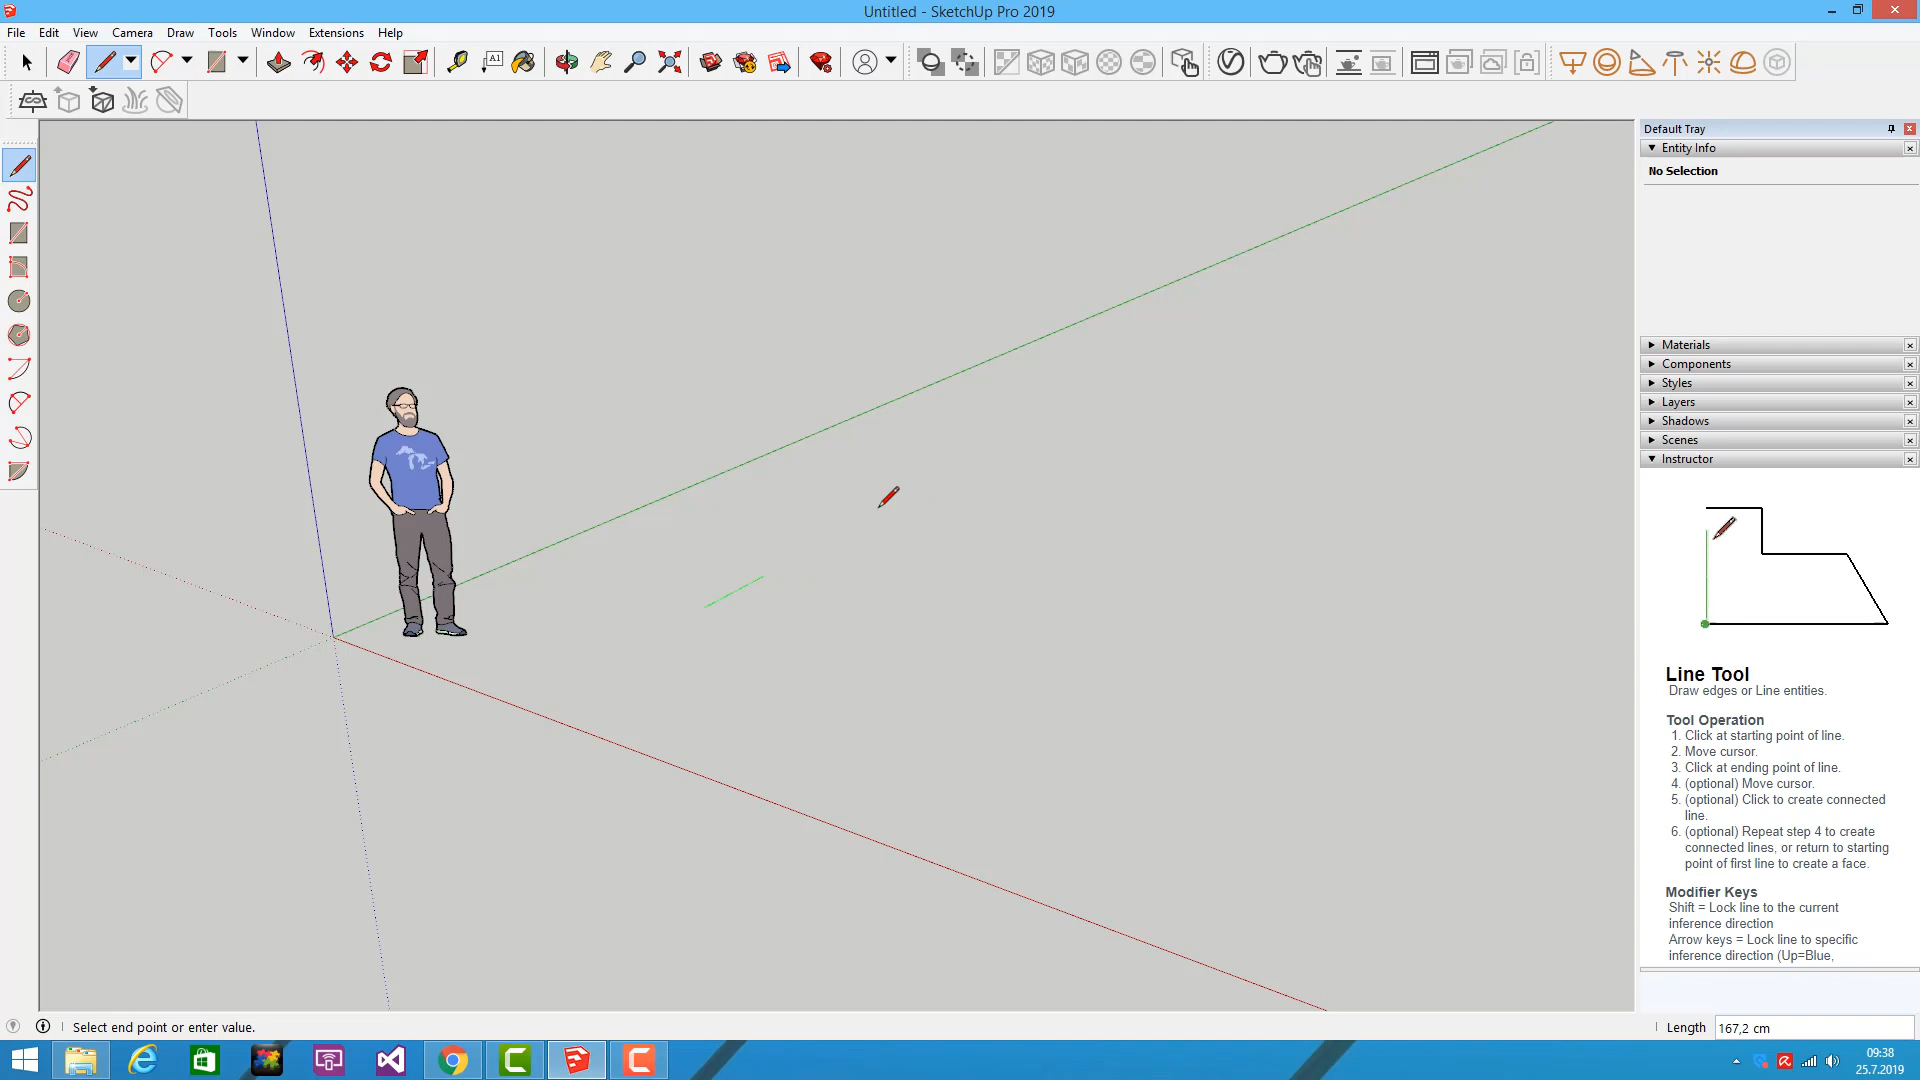 Untitled - SketchUp Pro 2019
File Edit View Camera Draw Tools Window Extensions Help
A1
Default Tray
Entity Info
No Selection
Materials
Components
Styles
Layers
Shadows
Scenes
Instructor
Line Tool
Draw edges or Line entities.
Tool Operation
1. Click at starting point of line.
2. Move cursor.
3. Click at ending point of line.
4. (optional) Move cursor.
5. (optional) Click to create connected
line.
6. (optional) Repeat step 4 to create
connected lines, or return to starting
point of first line to create a face.
Modifier Keys
Shift = Lock line to the current
inference direction
Arrow keys = Lock line to specific
inference direction (Up=Blue,
Select end point or enter value.
Length 167,2 cm
09:38
25.7.2019